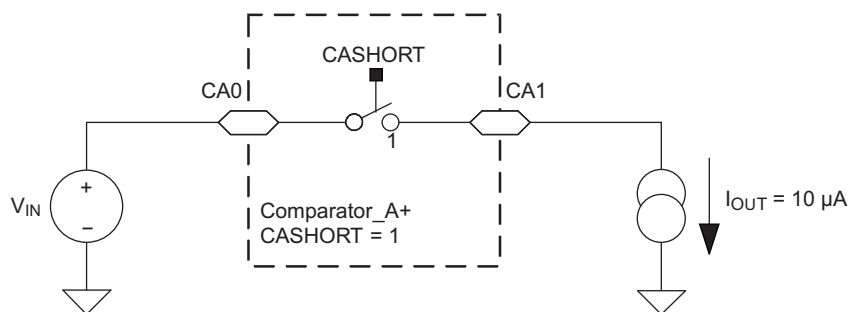 CASHORT
CA0
CA1
1
+
−
VIN
Comparator_A+
CASHORT = 1
IOUT = 10 µA